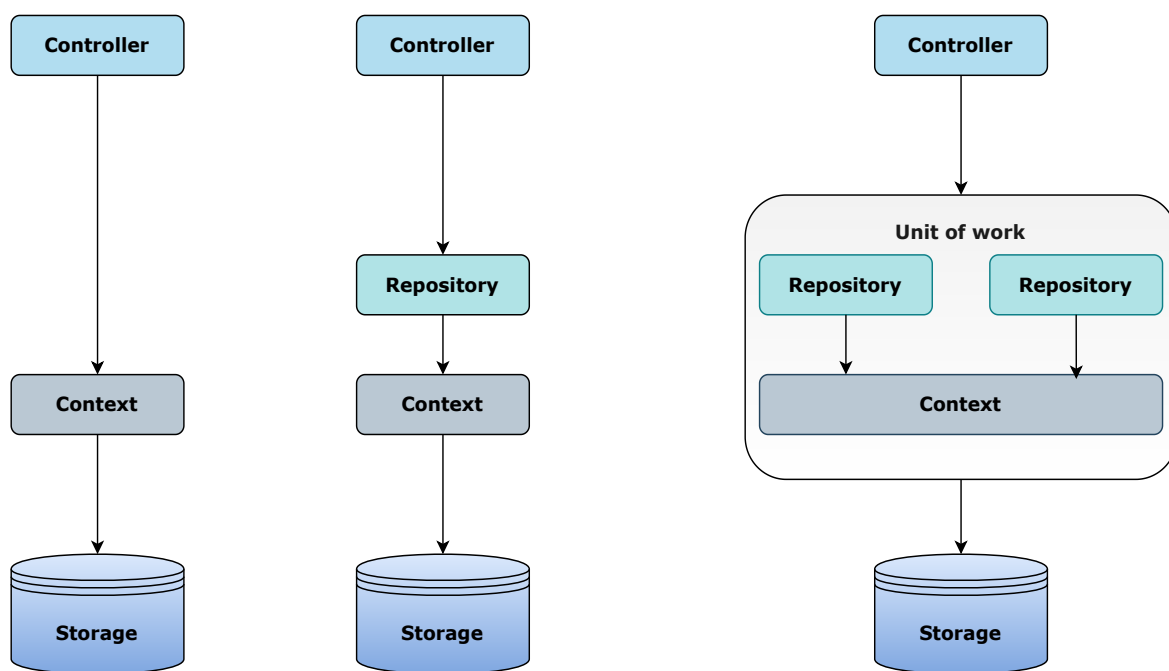 Controller
Controller
Controller
Unit of work
Repository
Repository
Repository
Context
Context
Context
Storage
Storage
Storage